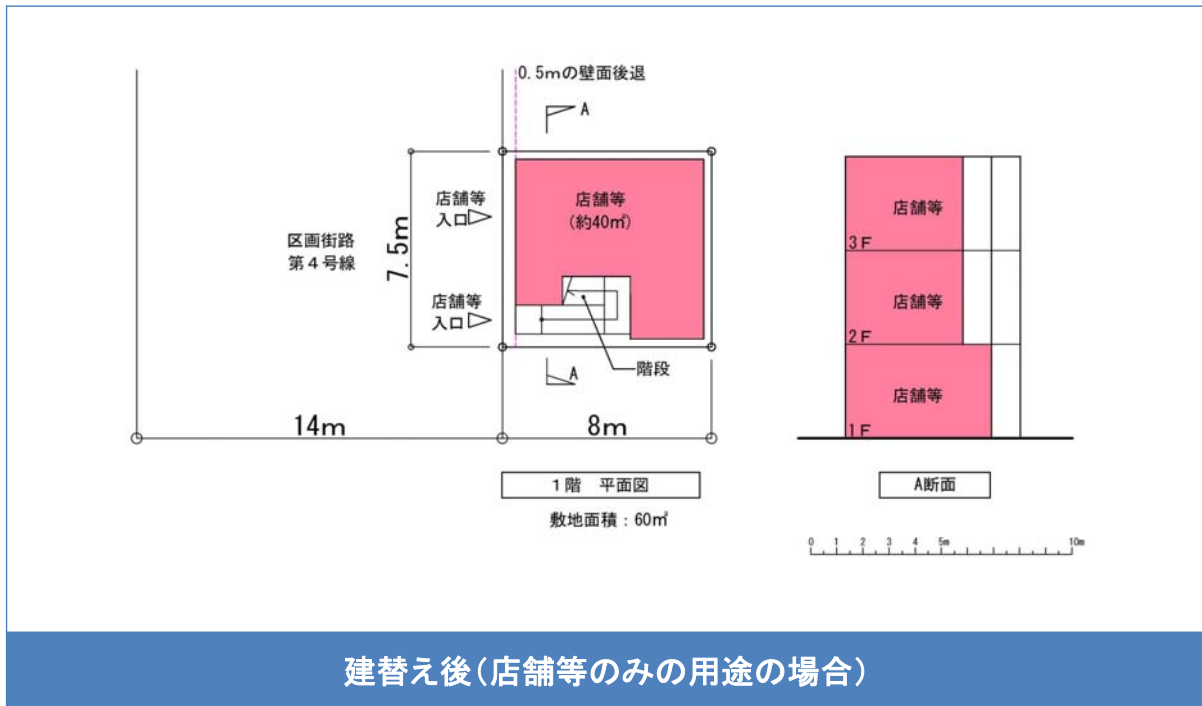 0.5mの壁面後退
A
店舗等
入口
店舗等
(約40㎡)
店舗等
区画街路
第4号線
7.5m
3F
店舗等
入口
店舗等
2F
A
階段
店舗等
1F
14m
8m
1階 平面図
A断面
敷地面積:60㎡
0 1 2 3 4 5m 10m
建替え後(店舗等のみの用途の場合)